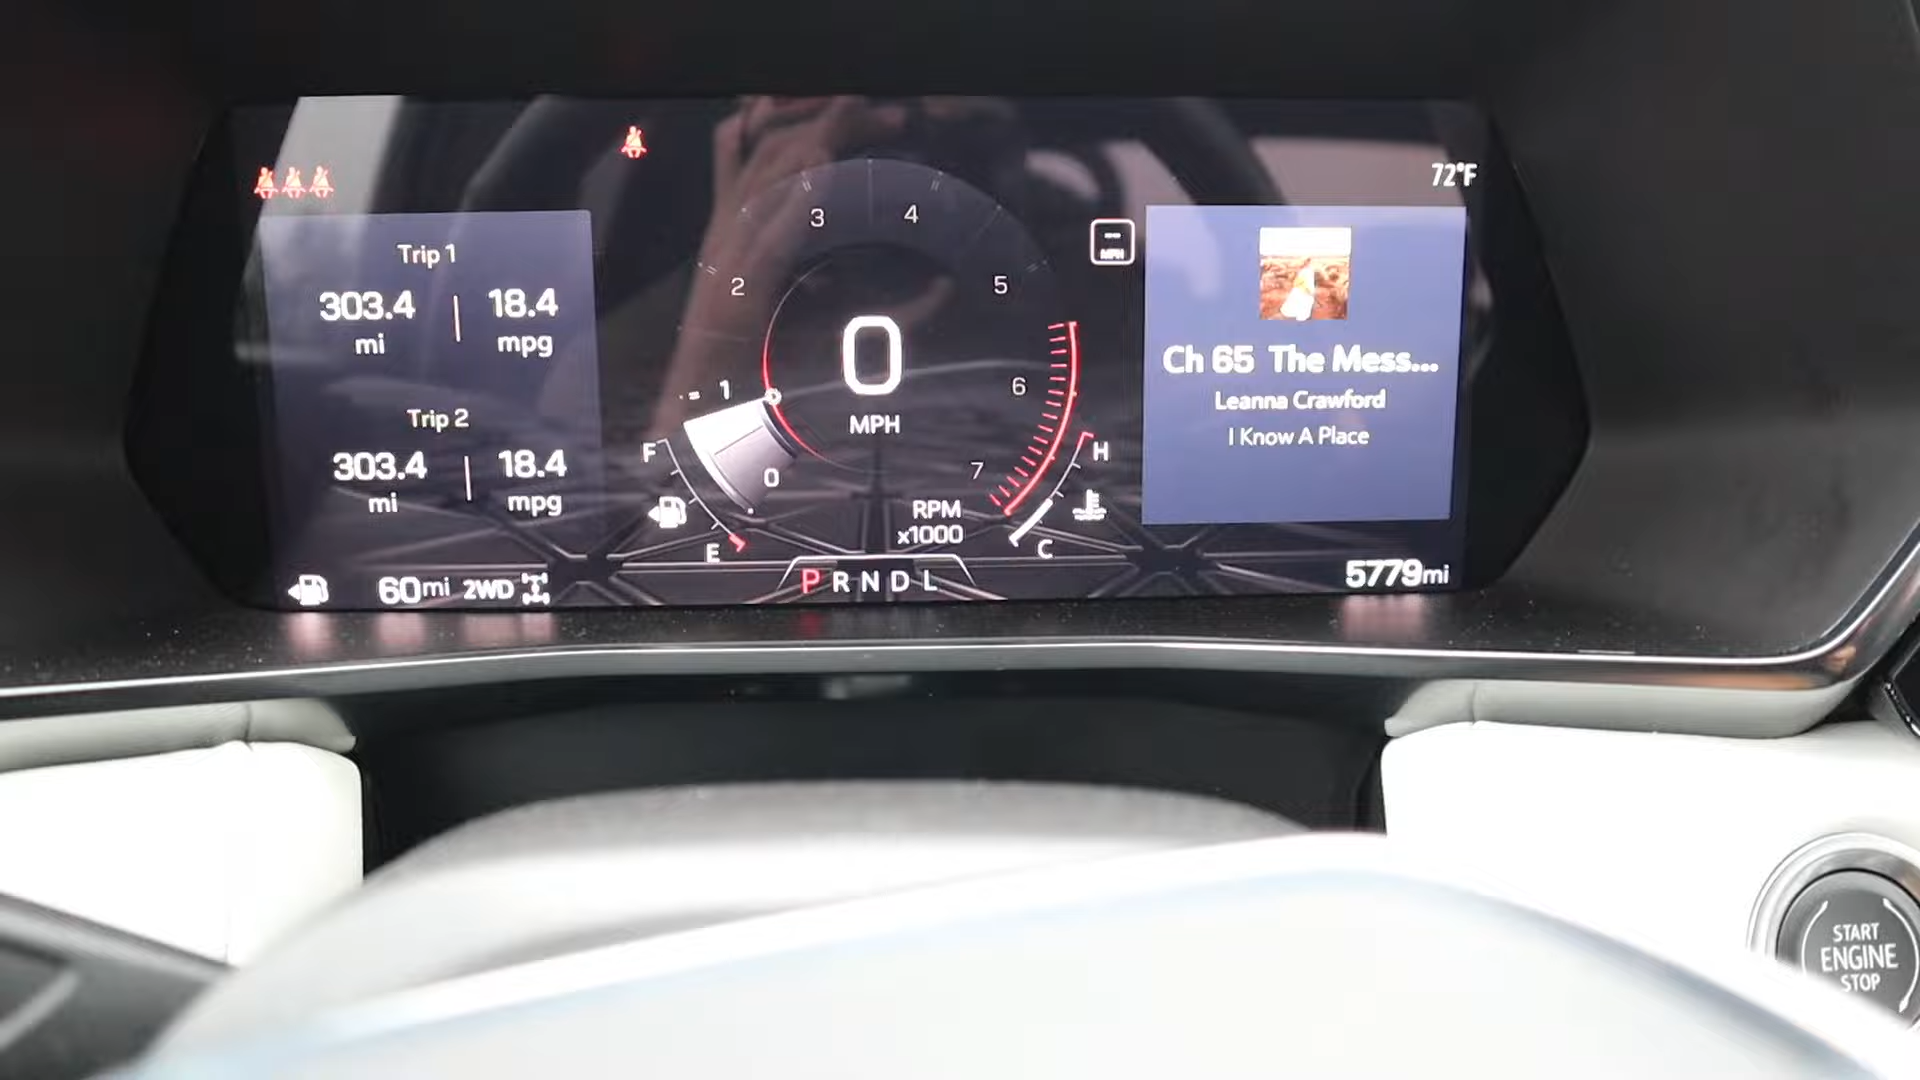 72°F
Trip 1
303.4 | 18.4
mi mpg
Trip 2
303.4 | 18.4
mi mpg
60mi 2WD
0 1 2 3 4 5 6 7
0
MPH
F
E
RPM
x1000
H
C
PRNDL
--
MPH
Ch 65 The Mess...
Leanna Crawford
I Know A Place
5779mi
START
ENGINE
STOP